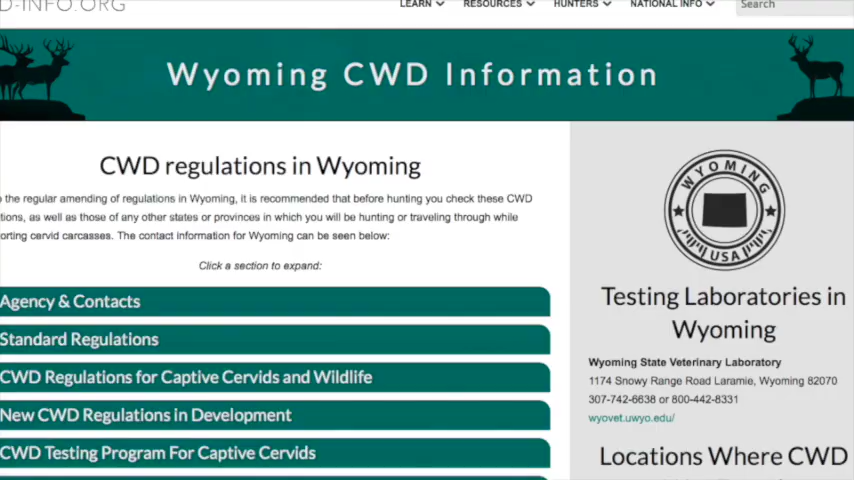 D-INFO.ORG
LEARN RESOURCES HUNTERS NATIONAL INFO Search
Wyoming CWD Information
CWD regulations in Wyoming
the regular amending of regulations in Wyoming, it is recommended that before hunting you check these CWD
tions, as well as those of any other states or provinces in which you will be hunting or traveling through while
orting cervid carcasses. The contact information for Wyoming can be seen below:
Click a section to expand:
Agency & Contacts
Standard Regulations
CWD Regulations for Captive Cervids and Wildlife
New CWD Regulations in Development
CWD Testing Program For Captive Cervids
WYOMING
USA
Testing Laboratories in
Wyoming
Wyoming State Veterinary Laboratory
1174 Snowy Range Road Laramie, Wyoming 82070
307-742-6638 or 800-442-8331
wyovet.uwyo.edu/
Locations Where CWD